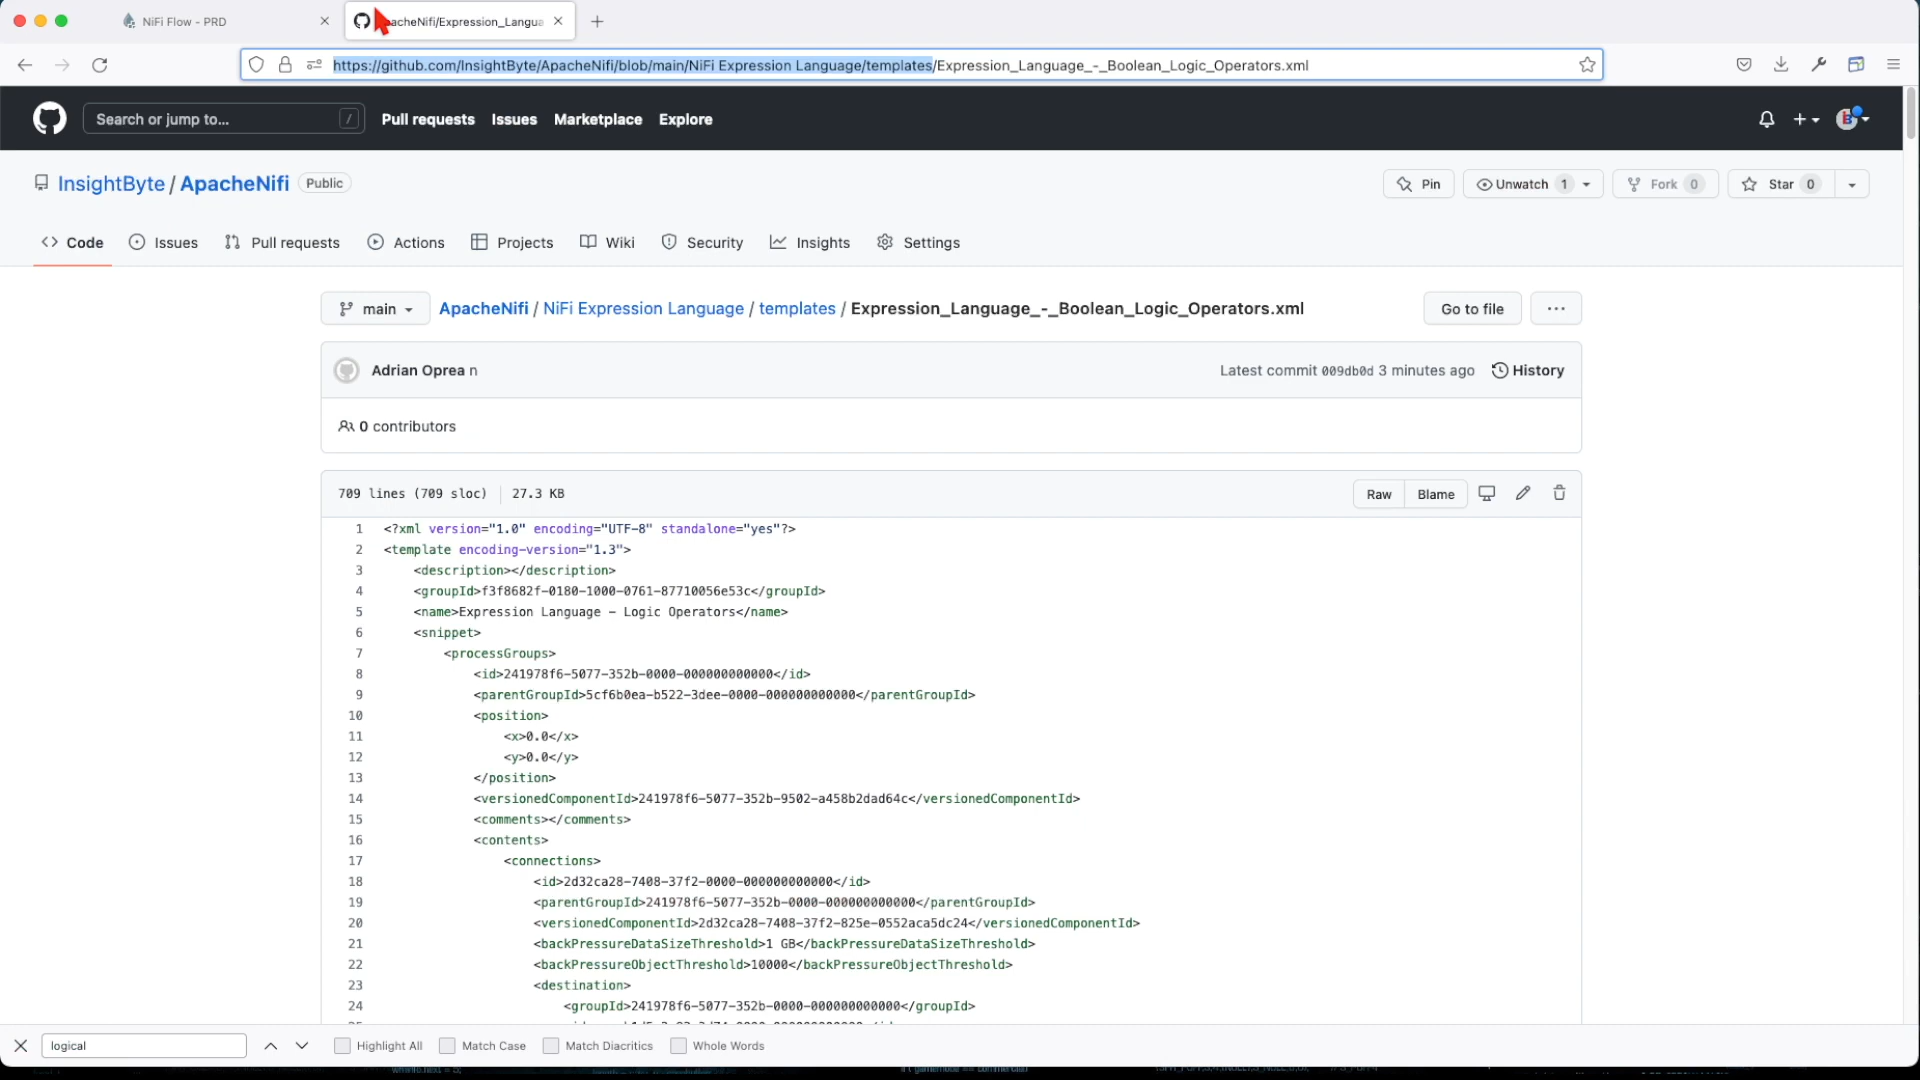 NiFi Flow - PRD
acheNifi/Expression_Langua
https://github.com/InsightByte/ApacheNifi/blob/main/NiFi Expression Language/templates/Expression_Language_-_Boolean_Logic_Operators.xml
Search or jump to... /
Pull requests Issues Marketplace Explore
InsightByte / ApacheNifi Public
Pin Unwatch 1 Fork 0 Star 0
Code Issues Pull requests Actions Projects Wiki Security Insights Settings
main ApacheNifi / NiFi Expression Language / templates / Expression_Language_-_Boolean_Logic_Operators.xml Go to file ...
Adrian Oprea n Latest commit 009db0d 3 minutes ago History
0 contributors
709 lines (709 sloc) 27.3 KB Raw Blame
1 <?xml version="1.0" encoding="UTF-8" standalone="yes"?>
2 <template encoding-version="1.3">
3 <description></description>
4 <groupId>f3f8682f-0180-1000-0761-87710056e53c</groupId>
5 <name>Expression Language - Logic Operators</name>
6 <snippet>
7 <processGroups>
8 <id>241978f6-5077-352b-0000-000000000000</id>
9 <parentGroupId>5cf6b0ea-b522-3dee-0000-000000000000</parentGroupId>
10 <position>
11 <x>0.0</x>
12 <y>0.0</y>
13 </position>
14 <versionedComponentId>241978f6-5077-352b-9502-a458b2dad64c</versionedComponentId>
15 <comments></comments>
16 <contents>
17 <connections>
18 <id>2d32ca28-7408-37f2-0000-000000000000</id>
19 <parentGroupId>241978f6-5077-352b-0000-000000000000</parentGroupId>
20 <versionedComponentId>2d32ca28-7408-37f2-825e-0552aca5dc24</versionedComponentId>
21 <backPressureDataSizeThreshold>1 GB</backPressureDataSizeThreshold>
22 <backPressureObjectThreshold>10000</backPressureObjectThreshold>
23 <destination>
24 <groupId>241978f6-5077-352b-0000-000000000000</groupId>
logical Highlight All Match Case Match Diacritics Whole Words